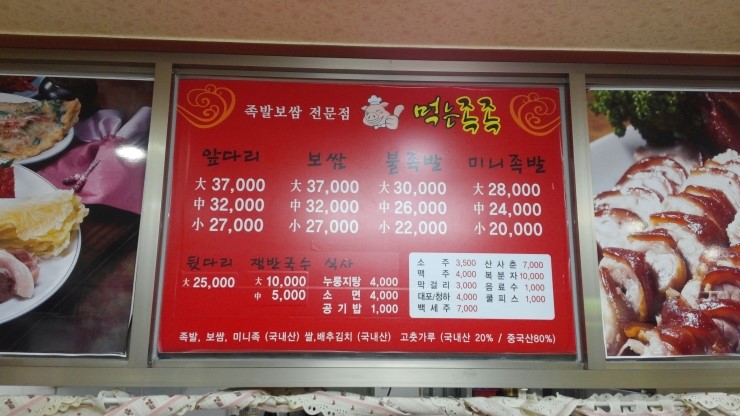 족발보쌈 전문점 먹는족족
앞다리 보쌈 불족발 미니족발
大 37,000 大 37,000 大 30,000 大 28,000
中 32,000 中 32,000 中 26,000 中 24,000
小 27,000 小 27,000 小 22,000 小 20,000
뒷다리 쟁반국수 식사
大 25,000 大 10,000 누룽지탕 4,000
中 5,000 소 면 4,000
공기밥 1,000
소 주 3,500 산사춘 7,000
맥 주 4,000 복분자 10,000
막걸리 3,000 음료수 1,000
대포/청하 4,000 쿨피스 1,000
백세주 7,000
족발, 보쌈, 미니족 (국내산) 쌀,배추김치 (국내산) 고춧가루 (국내산 20% / 중국산80%)